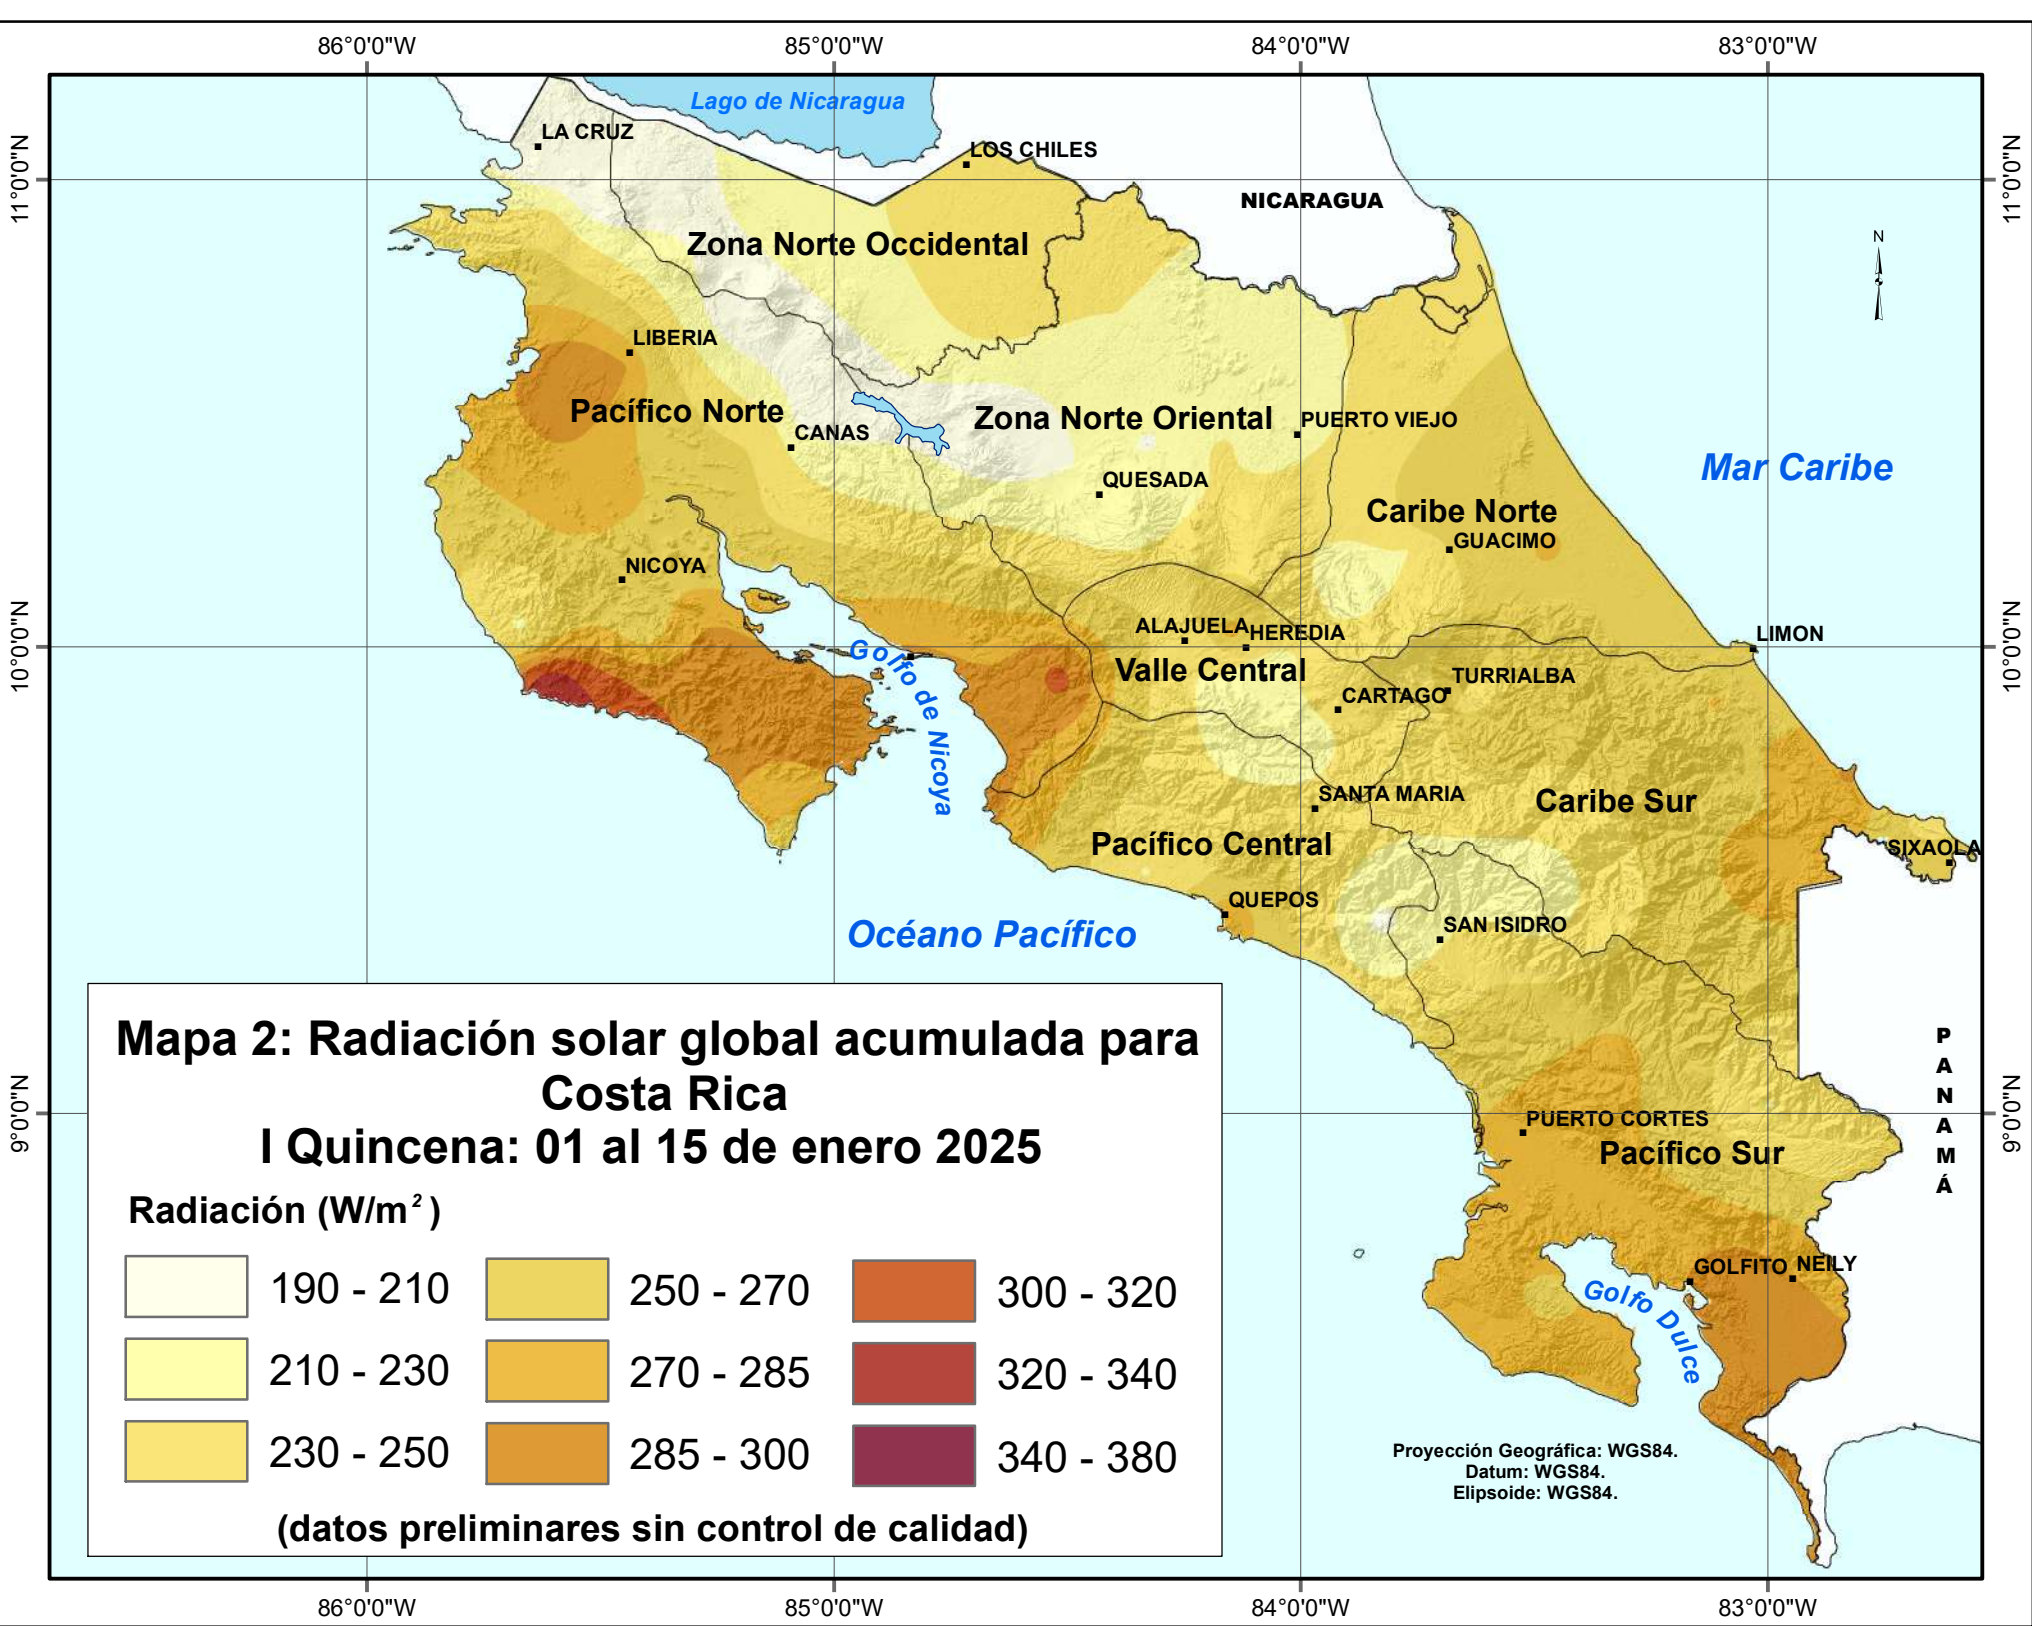 86°0'0"W
85°0'0"W
84°0'0"W
83°0'0"W
11°0'0"N
11°0'0"N
10°0'0"N
10°0'0"N
9°0'0"N
9°0'0"N
Lago de Nicaragua
LA CRUZ
LOS CHILES
NICARAGUA
N
Zona Norte Occidental
LIBERIA
Pacífico Norte
CANAS
Zona Norte Oriental
PUERTO VIEJO
Mar Caribe
QUESADA
Caribe Norte
GUACIMO
NICOYA
ALAJUELA
HEREDIA
LIMON
Golfo de Nicoya
Valle Central
TURRIALBA
CARTAGO
SANTA MARIA
Caribe Sur
Pacífico Central
SIXAOLA
QUEPOS
SAN ISIDRO
Océano Pacífico
PANAMÁ
PUERTO CORTES
Pacífico Sur
GOLFITO
NEILY
Golfo Dulce
Mapa 2: Radiación solar global acumulada para
Costa Rica
I Quincena: 01 al 15 de enero 2025
Radiación (W/m²)
190 - 210
250 - 270
300 - 320
210 - 230
270 - 285
320 - 340
230 - 250
285 - 300
340 - 380
(datos preliminares sin control de calidad)
Proyección Geográfica: WGS84.
Datum: WGS84.
Elipsoide: WGS84.
86°0'0"W
85°0'0"W
84°0'0"W
83°0'0"W